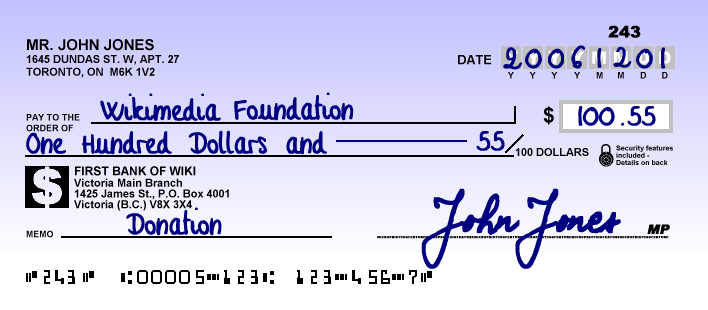 243
MR. JOHN JONES
1645 DUNDAS ST. W, APT. 27
TORONTO, ON M6K 1V2
DATE 20061201
Y Y Y Y M M D D
PAY TO THE ORDER OF Wikimedia Foundation $ 100.55
One Hundred Dollars and 55/100 DOLLARS
Security features included - Details on back
FIRST BANK OF WIKI
Victoria Main Branch
1425 James St., P.O. Box 4001
Victoria (B.C.) V8X 3X4
MEMO Donation
John Jones MP
⑈243⑈ ⑆00005⑉123⑆ 123⑉456⑉7⑈